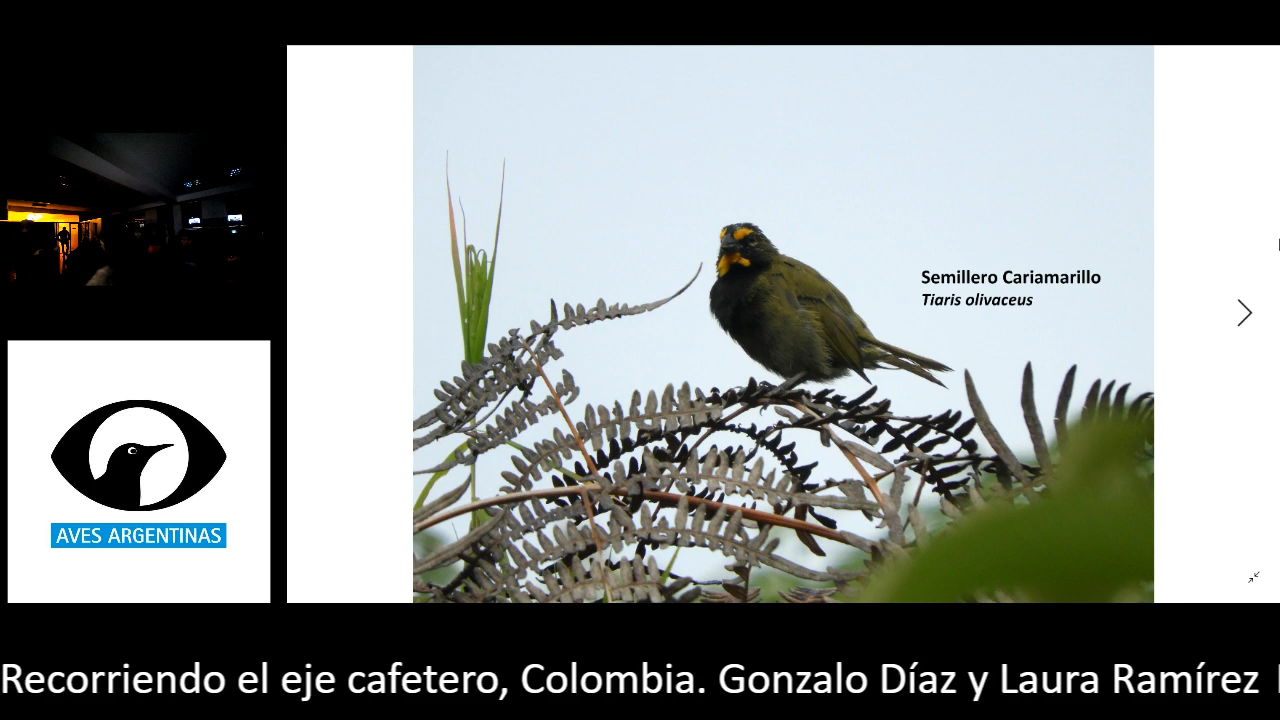 Semillero Cariamarillo
Tiaris olivaceus
AVES ARGENTINAS
Recorriendo el eje cafetero, Colombia. Gonzalo Díaz y Laura Ramírez